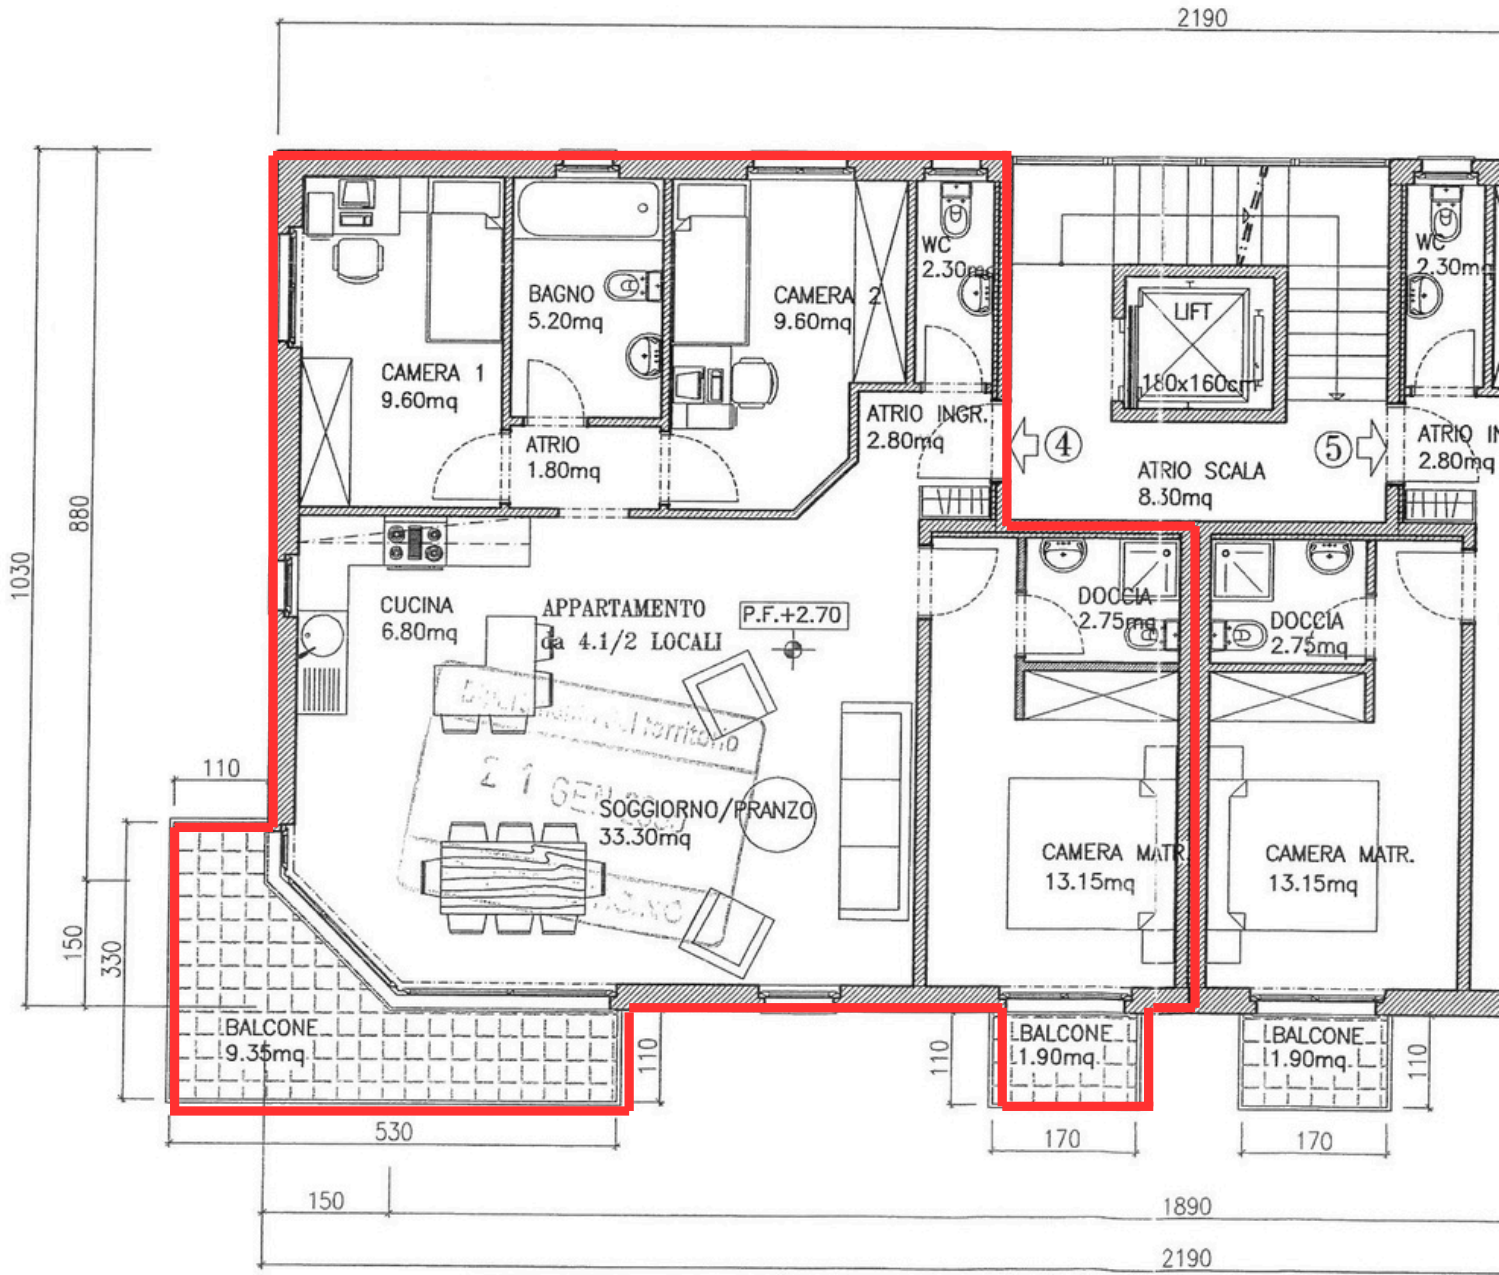 2190
WC
2.30mq
WC
2.30mq
BAGNO
5.20mq
CAMERA 2
9.60mq
LIFT
180x160cm
CAMERA 1
9.60mq
ATRIO INGR.
2.80mq
4
5
ATRIO IN
2.80mq
ATRIO
1.80mq
ATRIO SCALA
8.30mq
880
1030
CUCINA
6.80mq
APPARTAMENTO
da 4.1/2 LOCALI
P.F.+2.70
DOCCIA
2.75mq
DOCCIA
2.75mq
territorio
21 GEN
110
SOGGIORNO/PRANZO
33.30mq
CAMERA MATR.
13.15mq
CAMERA MATR.
13.15mq
150
330
BALCONE
9.35mq
110
110
BALCONE
1.90mq
BALCONE
1.90mq
110
530
170
170
150
1890
2190